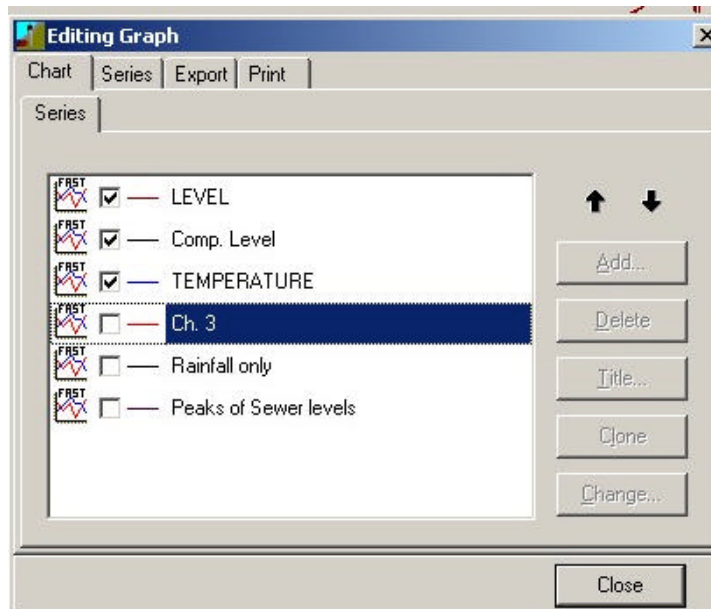 Editing Graph
Chart Series Export Print
Series
FAST LEVEL
FAST Comp. Level
FAST TEMPERATURE
FAST Ch. 3
FAST Rainfall only
FAST Peaks of Sewer levels
Add...
Delete
Title...
Clone
Change...
Close